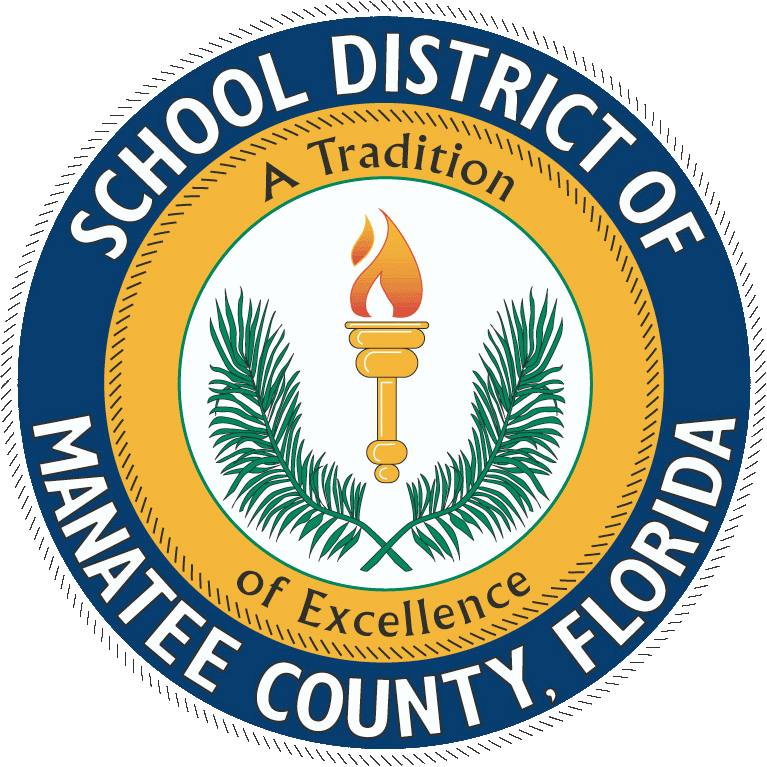 SCHOOL DISTRICT OF
A Tradition
of Excellence
MANATEE COUNTY, FLORIDA